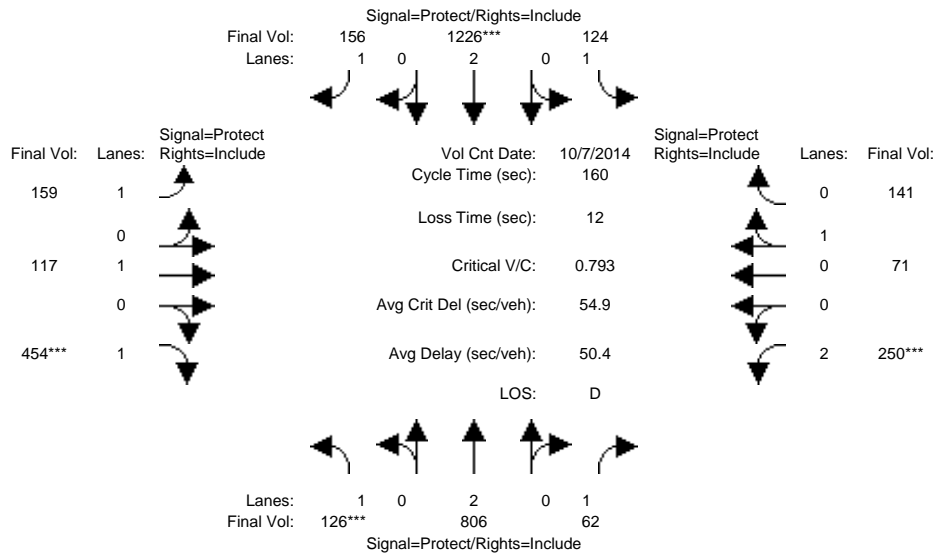 Signal=Protect/Rights=Include
Final Vol: 156 1226*** 124
Lanes: 1 0 2 0 1
Signal=Protect Signal=Protect
Final Vol: Lanes: Rights=Include Vol Cnt Date: 10/7/2014 Rights=Include Lanes: Final Vol:
Cycle Time (sec): 160
159 1 0 141
Loss Time (sec): 12
0 1
117 1 Critical V/C: 0.793 0 71
0 Avg Crit Del (sec/veh): 54.9 0
454*** 1 Avg Delay (sec/veh): 50.4 2 250***
LOS: D
Lanes: 1 0 2 0 1
Final Vol: 126*** 806 62
Signal=Protect/Rights=Include